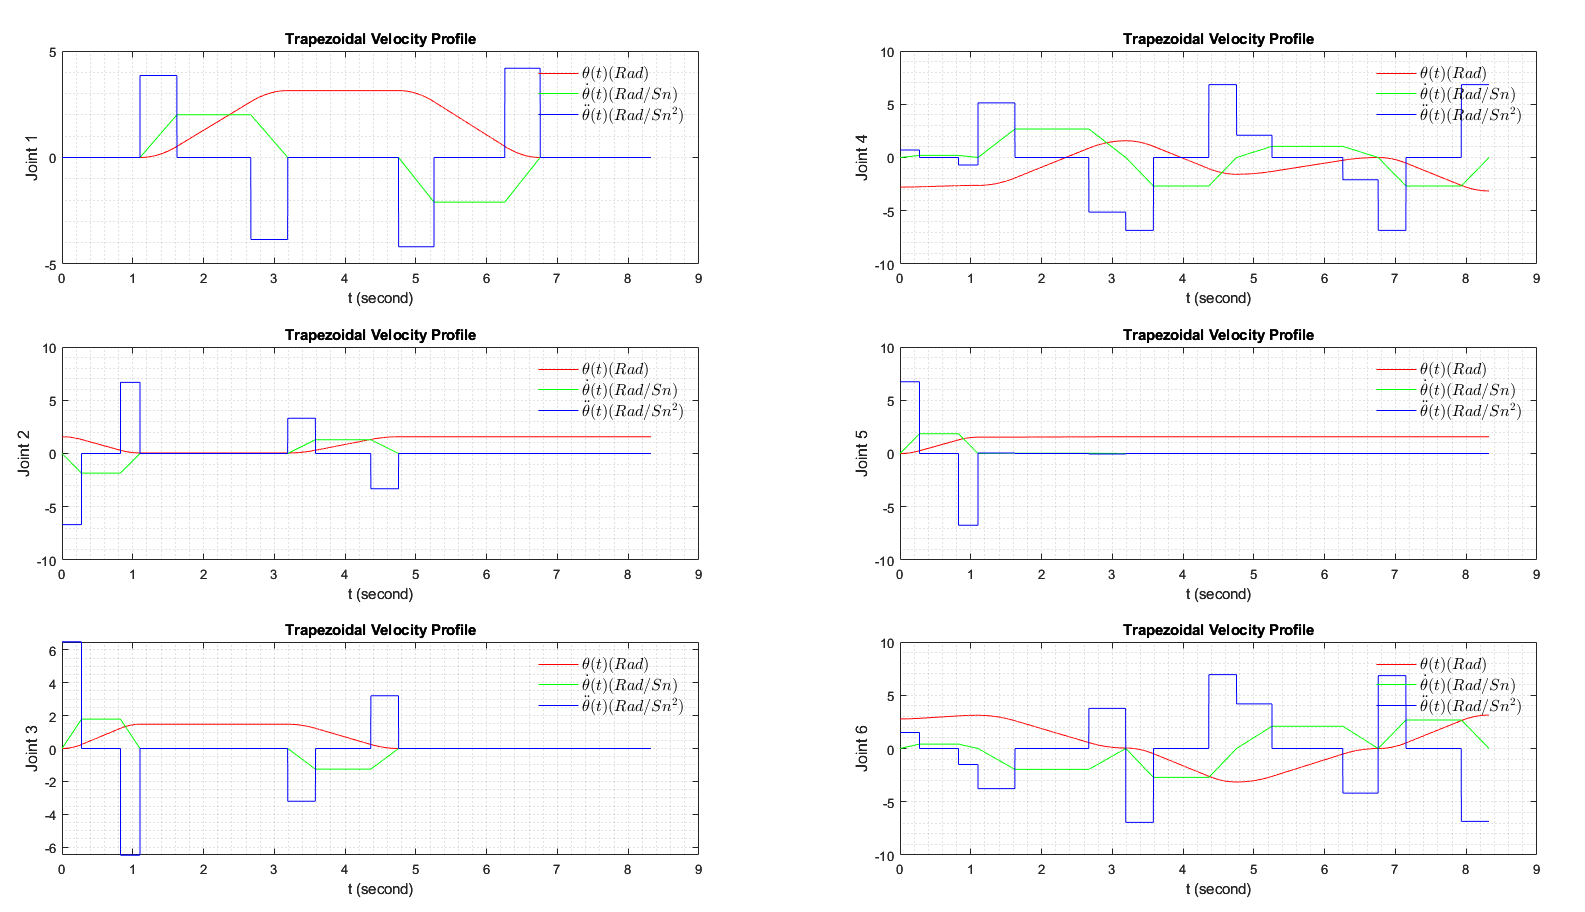 Trapezoidal Velocity Profile
5
0
-5
Joint 1
θ(t)(Rad)
θ̇(t)(Rad/Sn)
θ̈(t)(Rad/Sn²)
0 1 2 3 4 5 6 7 8 9
t (second)
Trapezoidal Velocity Profile
10
5
0
-5
-10
Joint 4
θ(t)(Rad)
θ̇(t)(Rad/Sn)
θ̈(t)(Rad/Sn²)
0 1 2 3 4 5 6 7 8 9
t (second)
Trapezoidal Velocity Profile
10
5
0
-5
-10
Joint 2
θ(t)(Rad)
θ̇(t)(Rad/Sn)
θ̈(t)(Rad/Sn²)
0 1 2 3 4 5 6 7 8 9
t (second)
Trapezoidal Velocity Profile
10
5
0
-5
-10
Joint 5
θ(t)(Rad)
θ̇(t)(Rad/Sn)
θ̈(t)(Rad/Sn²)
0 1 2 3 4 5 6 7 8 9
t (second)
Trapezoidal Velocity Profile
6
4
2
0
-2
-4
-6
Joint 3
θ(t)(Rad)
θ̇(t)(Rad/Sn)
θ̈(t)(Rad/Sn²)
0 1 2 3 4 5 6 7 8 9
t (second)
Trapezoidal Velocity Profile
10
5
0
-5
-10
Joint 6
θ(t)(Rad)
θ̇(t)(Rad/Sn)
θ̈(t)(Rad/Sn²)
0 1 2 3 4 5 6 7 8 9
t (second)